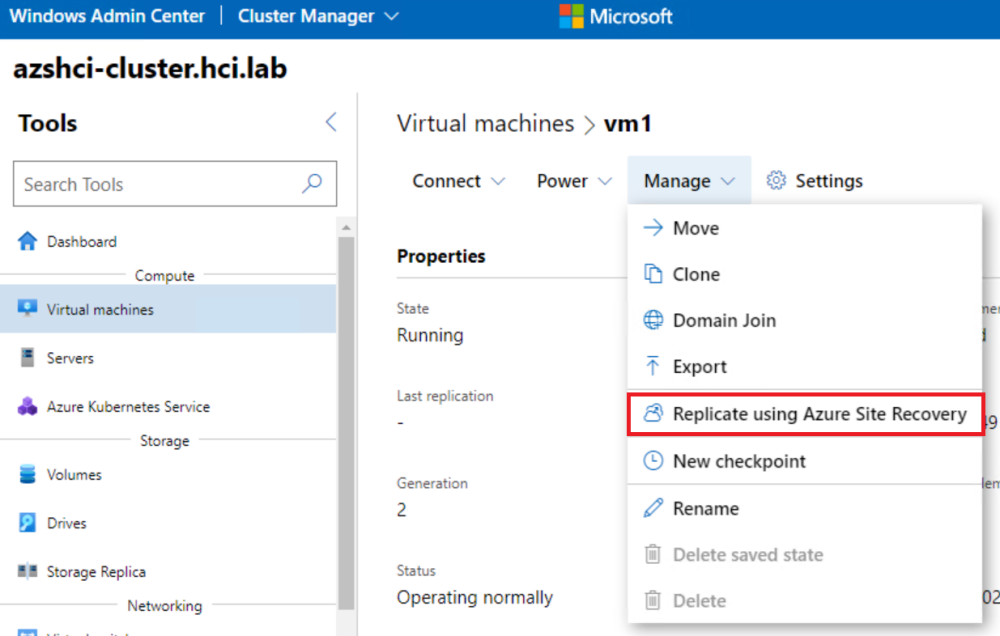 Windows Admin Center | Cluster Manager Microsoft
azshci-cluster.hci.lab
Tools
Search Tools
Dashboard
Compute
Virtual machines
Servers
Azure Kubernetes Service
Storage
Volumes
Drives
Storage Replica
Networking
Virtual machines > vm1
Connect Power Manage Settings
Properties
State
Running
Last replication
-
Generation
2
Status
Operating normally
Move
Clone
Domain Join
Export
Replicate using Azure Site Recovery
New checkpoint
Rename
Delete saved state
Delete